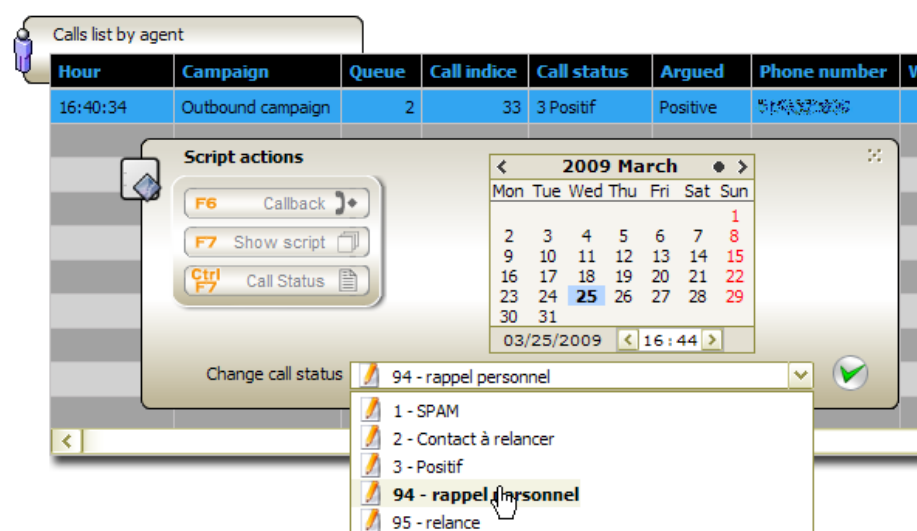 Calls list by agent
Hour Campaign Queue Call indice Call status Argued Phone number
16:40:34 Outbound campaign 2 33 3 Positif Positive
Script actions
F6 Callback
F7 Show script
Ctrl F7 Call Status
< 2009 March >
Mon Tue Wed Thu Fri Sat Sun
1
2 3 4 5 6 7 8
9 10 11 12 13 14 15
16 17 18 19 20 21 22
23 24 25 26 27 28 29
30 31
03/25/2009 < 16:44 >
Change call status 94 - rappel personnel
1 - SPAM
2 - Contact à relancer
3 - Positif
94 - rappel personnel
95 - relance